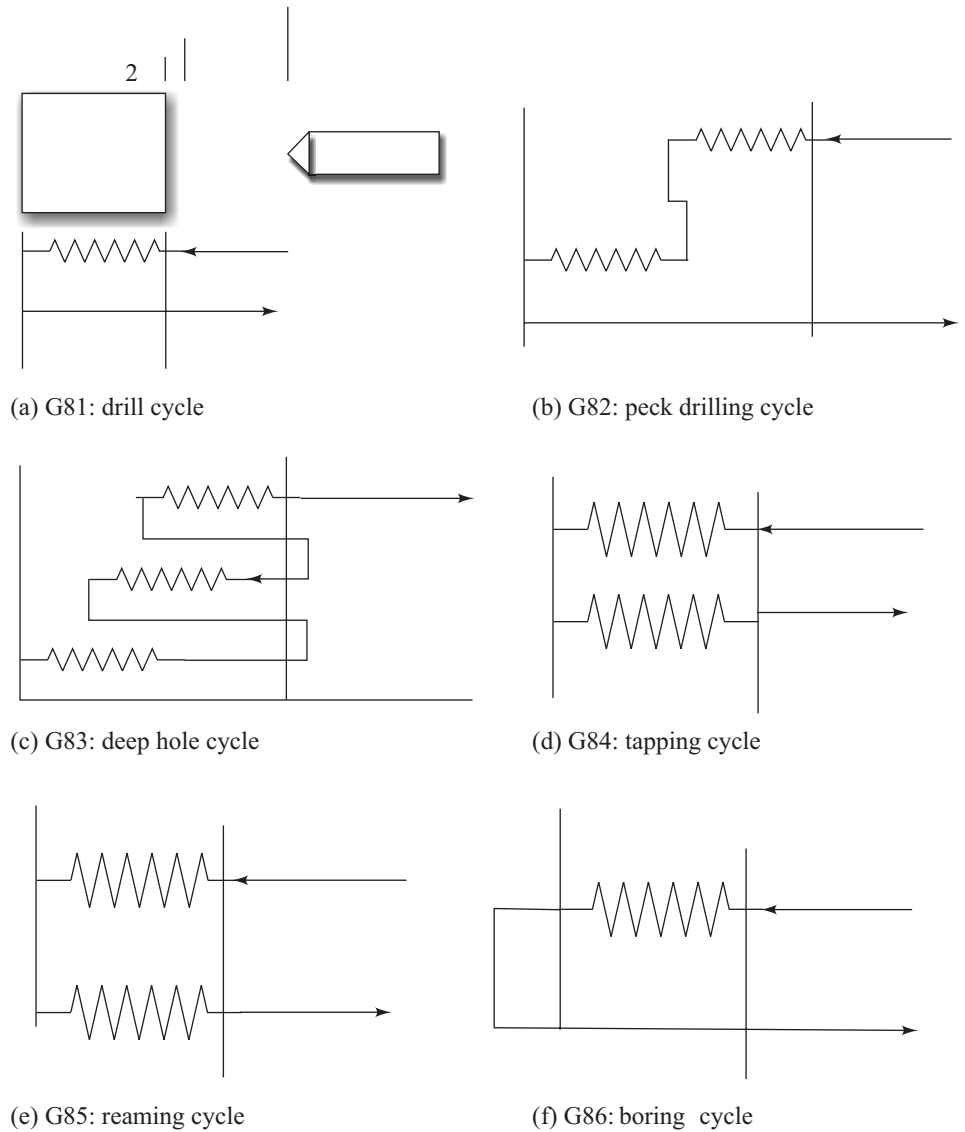 2
(a) G81: drill cycle
(b) G82: peck drilling cycle
(c) G83: deep hole cycle
(d) G84: tapping cycle
(e) G85: reaming cycle
(f) G86: boring cycle